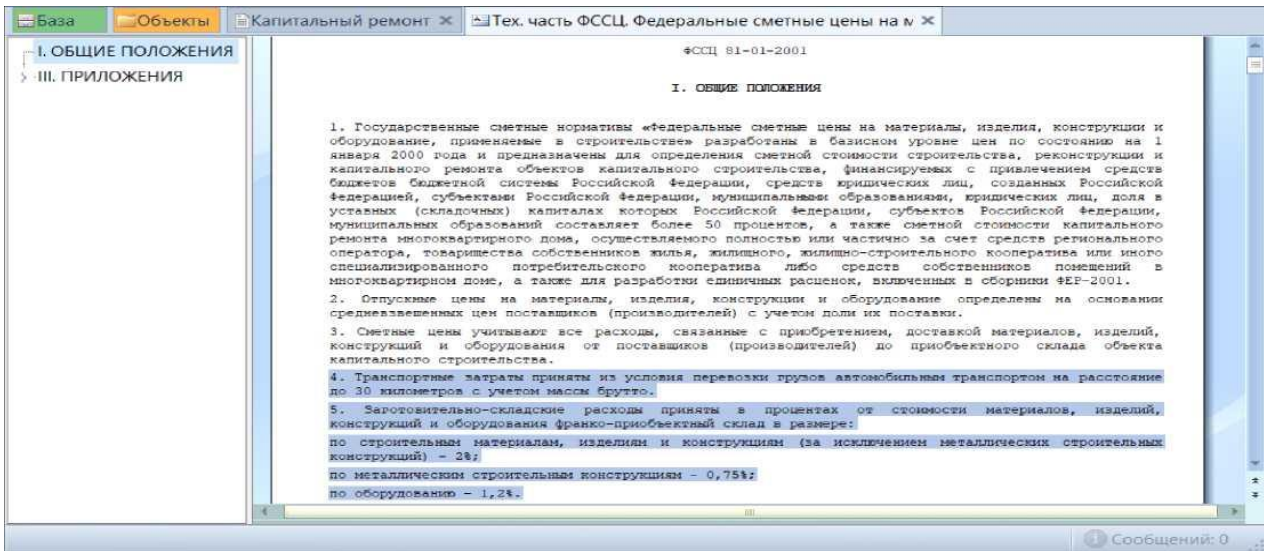 База Объекты Капитальный ремонт Тех. часть ФССЦ. Федеральные сметные цены на м
I. ОБЩИЕ ПОЛОЖЕНИЯ
III. ПРИЛОЖЕНИЯ
ФССЦ 81-01-2001
I. ОБЩИЕ ПОЛОЖЕНИЯ
1. Государственные сметные нормативы «Федеральные сметные цены на материалы, изделия, конструкции и
оборудование, применяемые в строительстве» разработаны в базисном уровне цен по состоянию на 1
января 2000 года и предназначены для определения сметной стоимости строительства, реконструкции и
капитального ремонта объектов капитального строительства, финансируемых с привлечением средств
бюджетов бюджетной системы Российской Федерации, средств юридических лиц, созданных Российской
Федерацией, субъектами Российской Федерации, муниципальными образованиями, юридических лиц, доля в
уставных (складочных) капиталах которых Российской Федерации, субъектов Российской Федерации,
муниципальных образований составляет более 50 процентов, а также сметной стоимости капитального
ремонта многоквартирного дома, осуществляемого полностью или частично за счет средств регионального
оператора, товарищества собственников жилья, жилищного, жилищно-строительного кооператива или иного
специализированного потребительского кооператива либо средств собственников помещений в
многоквартирном доме, а также для разработки единичных расценок, включенных в сборники ФЕР-2001.
2. Отпускные цены на материалы, изделия, конструкции и оборудование определены на основании
средневзвешенных цен поставщиков (производителей) с учетом доли их поставки.
3. Сметные цены учитывают все расходы, связанные с приобретением, доставкой материалов, изделий,
конструкций и оборудования от поставщиков (производителей) до приобъектного склада объекта
капитального строительства.
4. Транспортные затраты приняты из условия перевозки грузов автомобильным транспортом на расстояние
до 30 километров с учетом массы брутто.
5. Заготовительно-складские расходы приняты в процентах от стоимости материалов, изделий,
конструкций и оборудования франко-приобъектный склад в размере:
по строительным материалам, изделиям и конструкциям (за исключением металлических строительных
конструкций) – 2%;
по металлическим строительным конструкциям – 0,75%;
по оборудованию – 1,2%.
Сообщений: 0